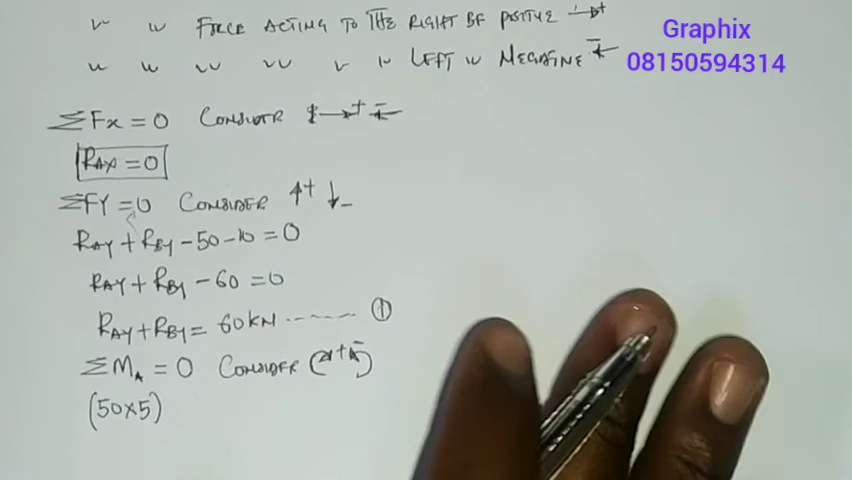 〃 〃 FORCE ACTING TO THE RIGHT BE POSITIVE →+
〃 〃 〃 〃 〃 〃 LEFT 〃 NEGATIVE ←-
Graphix
08150594314
ΣFx = 0 CONSIDER →+ ←-
RAX = 0
ΣFY = 0 CONSIDER ↑+ ↓-
RAY + RBY - 50 - 10 = 0
RAY + RBY - 60 = 0
RAY + RBY = 60KN ------- ①
ΣMA = 0 CONSIDER
(50×5)